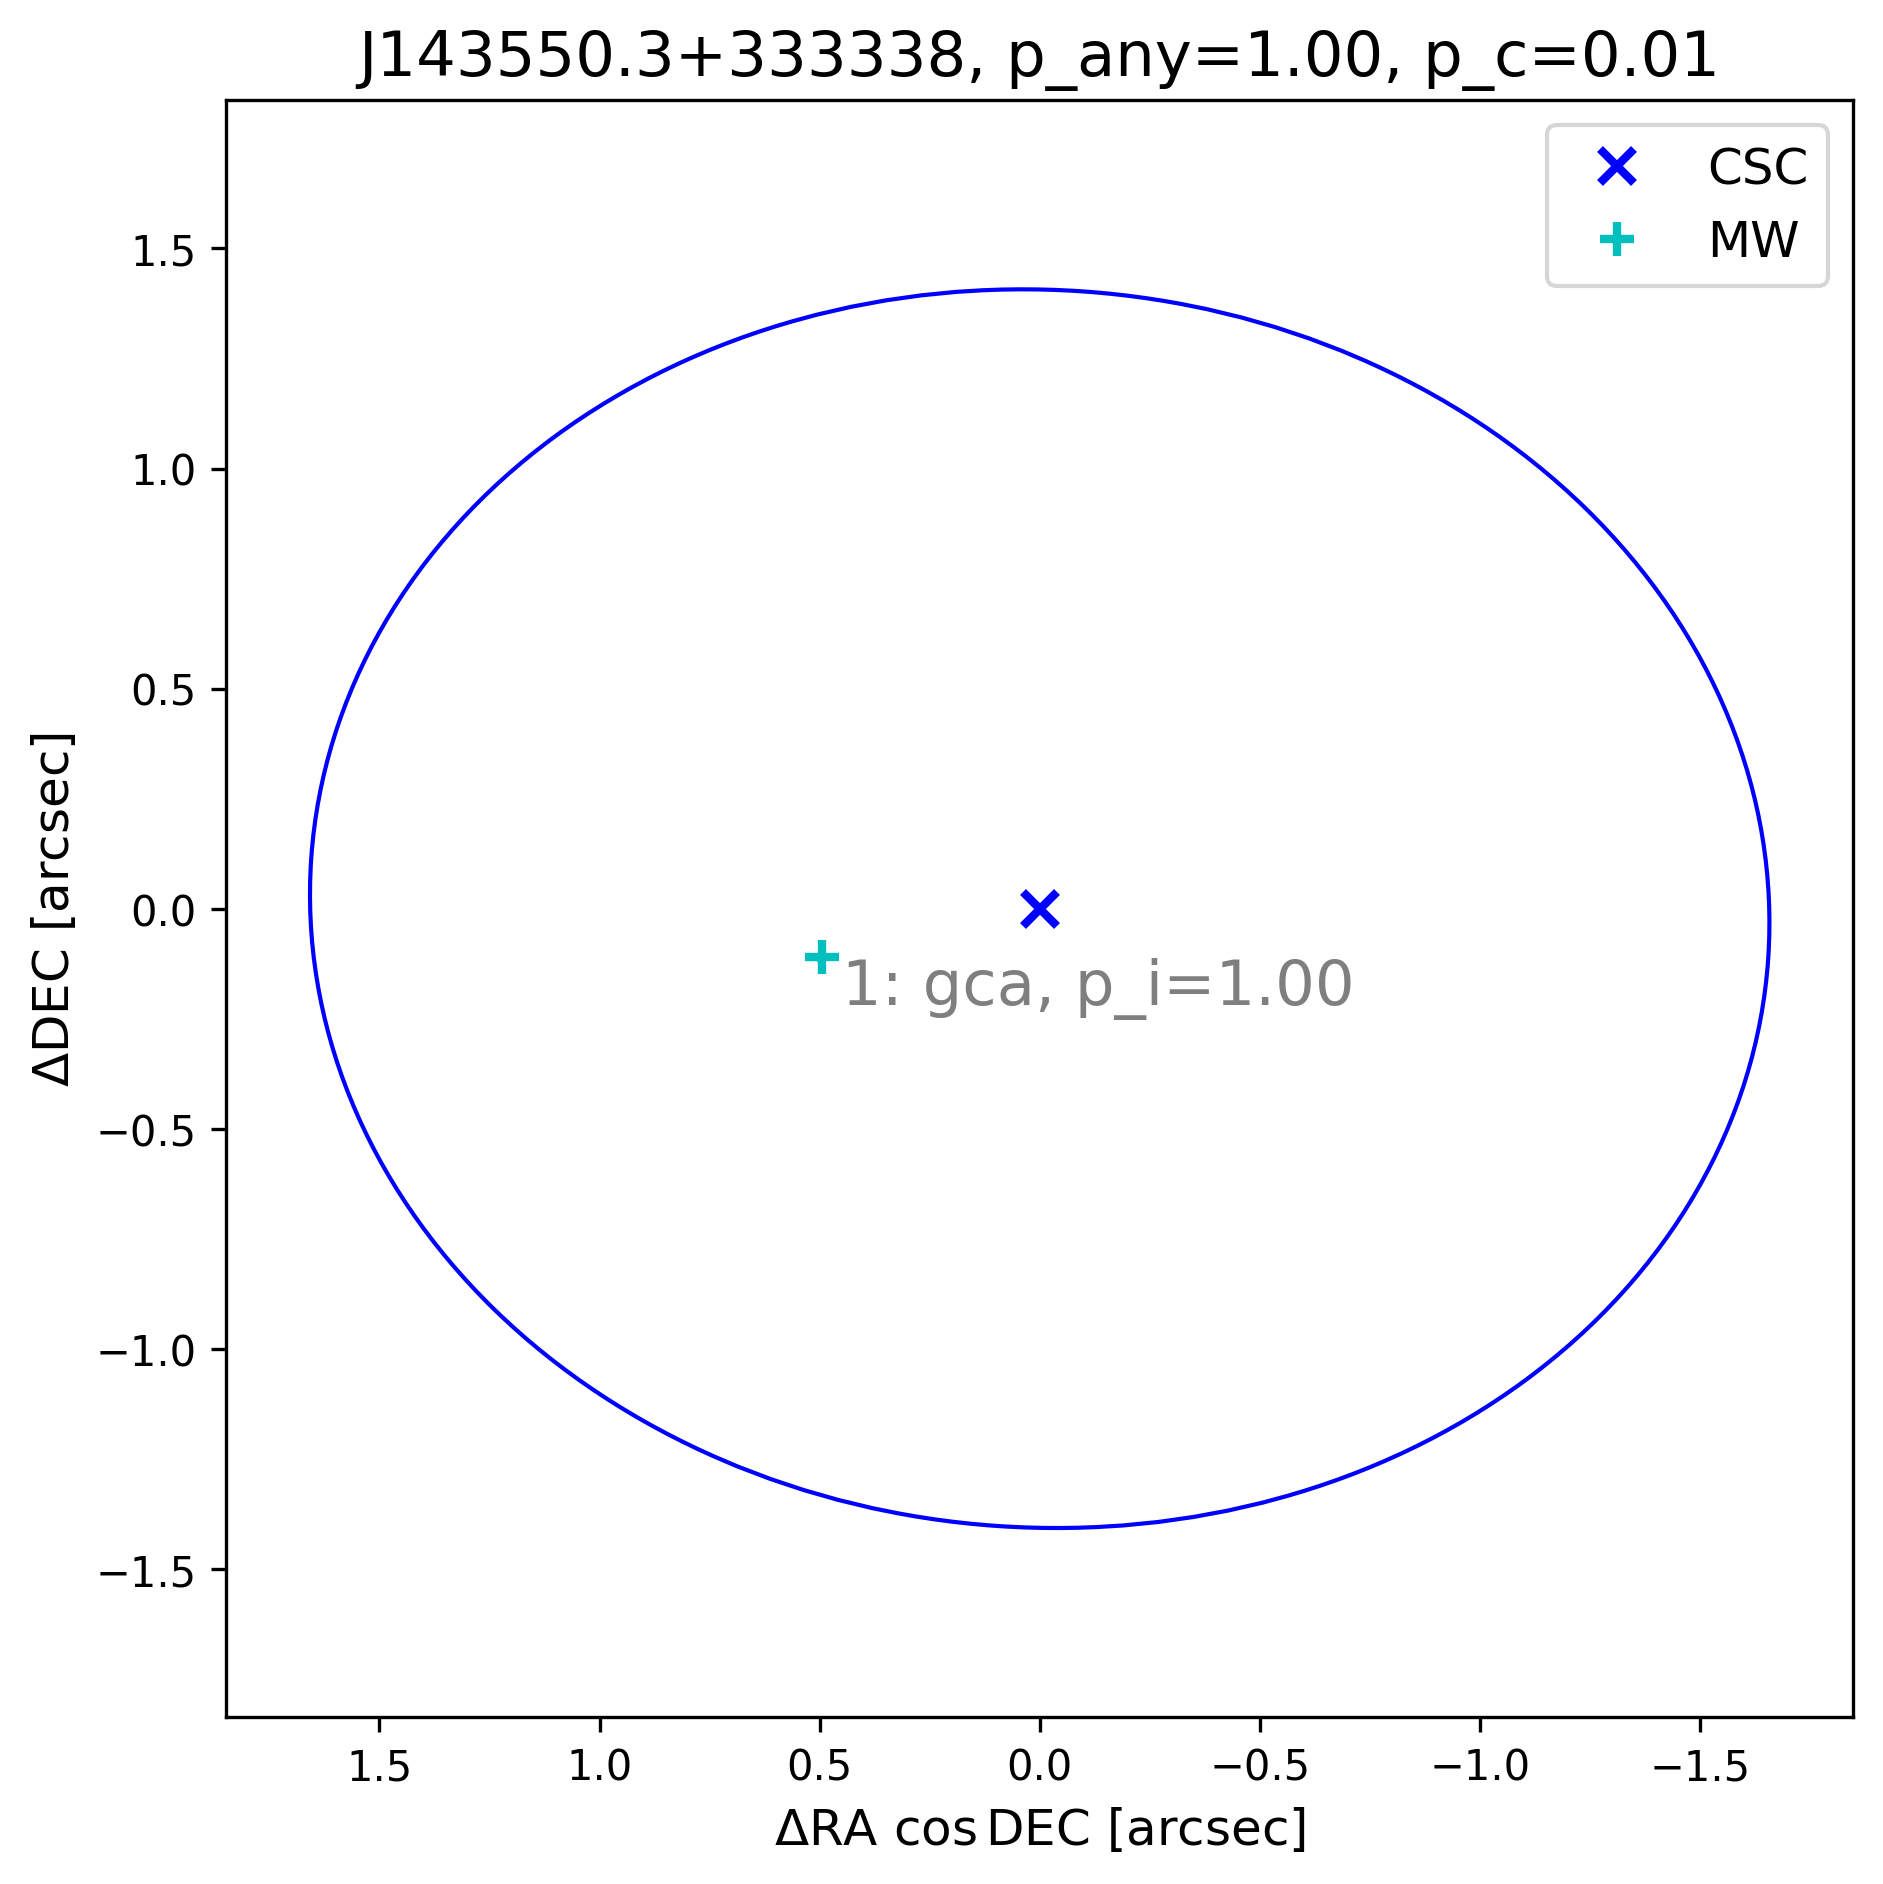 J143550.3+333338, p_any=1.00, p_c=0.01
CSC
MW
1.5
1.0
0.5
0.0
−0.5
−1.0
−1.5
ΔDEC [arcsec]
1: gca, p_i=1.00
1.5 1.0 0.5 0.0 −0.5 −1.0 −1.5
ΔRA cos DEC [arcsec]